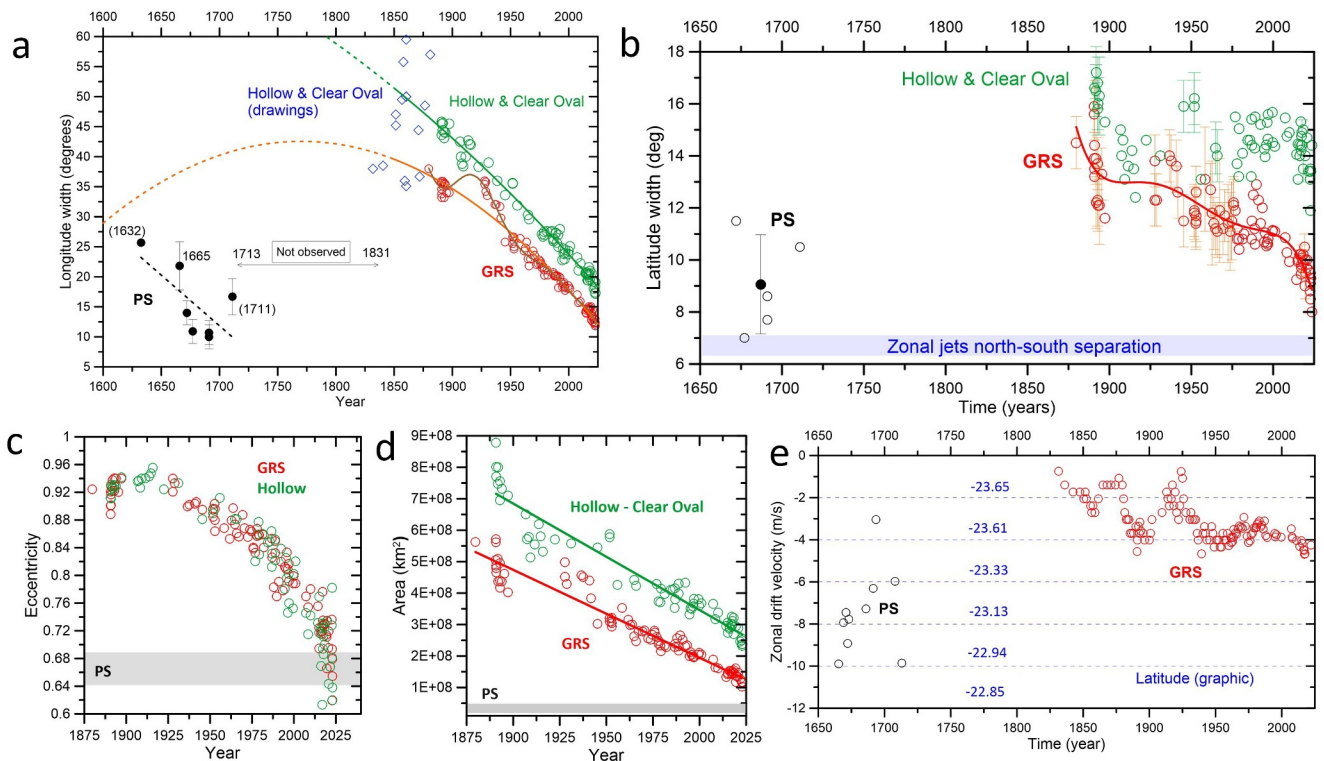 a
1600 1650 1700 1750 1800 1850 1900 1950 2000
60
55
50
45
40
35
30
25
20
15
10
5
Longitude width (degrees)
Hollow & Clear Oval
(drawings)
Hollow & Clear Oval
(1632)
1665
1713
Not observed
1831
PS
(1711)
GRS
1600 1650 1700 1750 1800 1850 1900 1950 2000
Year
b
1650 1700 1750 1800 1850 1900 1950 2000
18
16
14
12
10
8
6
Latitude width (deg)
Hollow & Clear Oval
GRS
PS
Zonal jets north-south separation
1650 1700 1750 1800 1850 1900 1950 2000
Time (years)
c
1
0.96
0.92
0.88
0.84
0.8
0.76
0.72
0.68
0.64
0.6
Eccentricity
GRS
Hollow
PS
1875 1900 1925 1950 1975 2000 2025
Year
d
9E+08
8E+08
7E+08
6E+08
5E+08
4E+08
3E+08
2E+08
1E+08
Area (km²)
Hollow - Clear Oval
GRS
PS
1875 1900 1925 1950 1975 2000 2025
Year
e
1650 1700 1750 1800 1850 1900 1950 2000
0
-2
-4
-6
-8
-10
-12
Zonal drift velocity (m/s)
-23.65
-23.61
-23.33
-23.13
-22.94
-22.85
GRS
PS
Latitude (graphic)
1650 1700 1750 1800 1850 1900 1950 2000
Time (year)